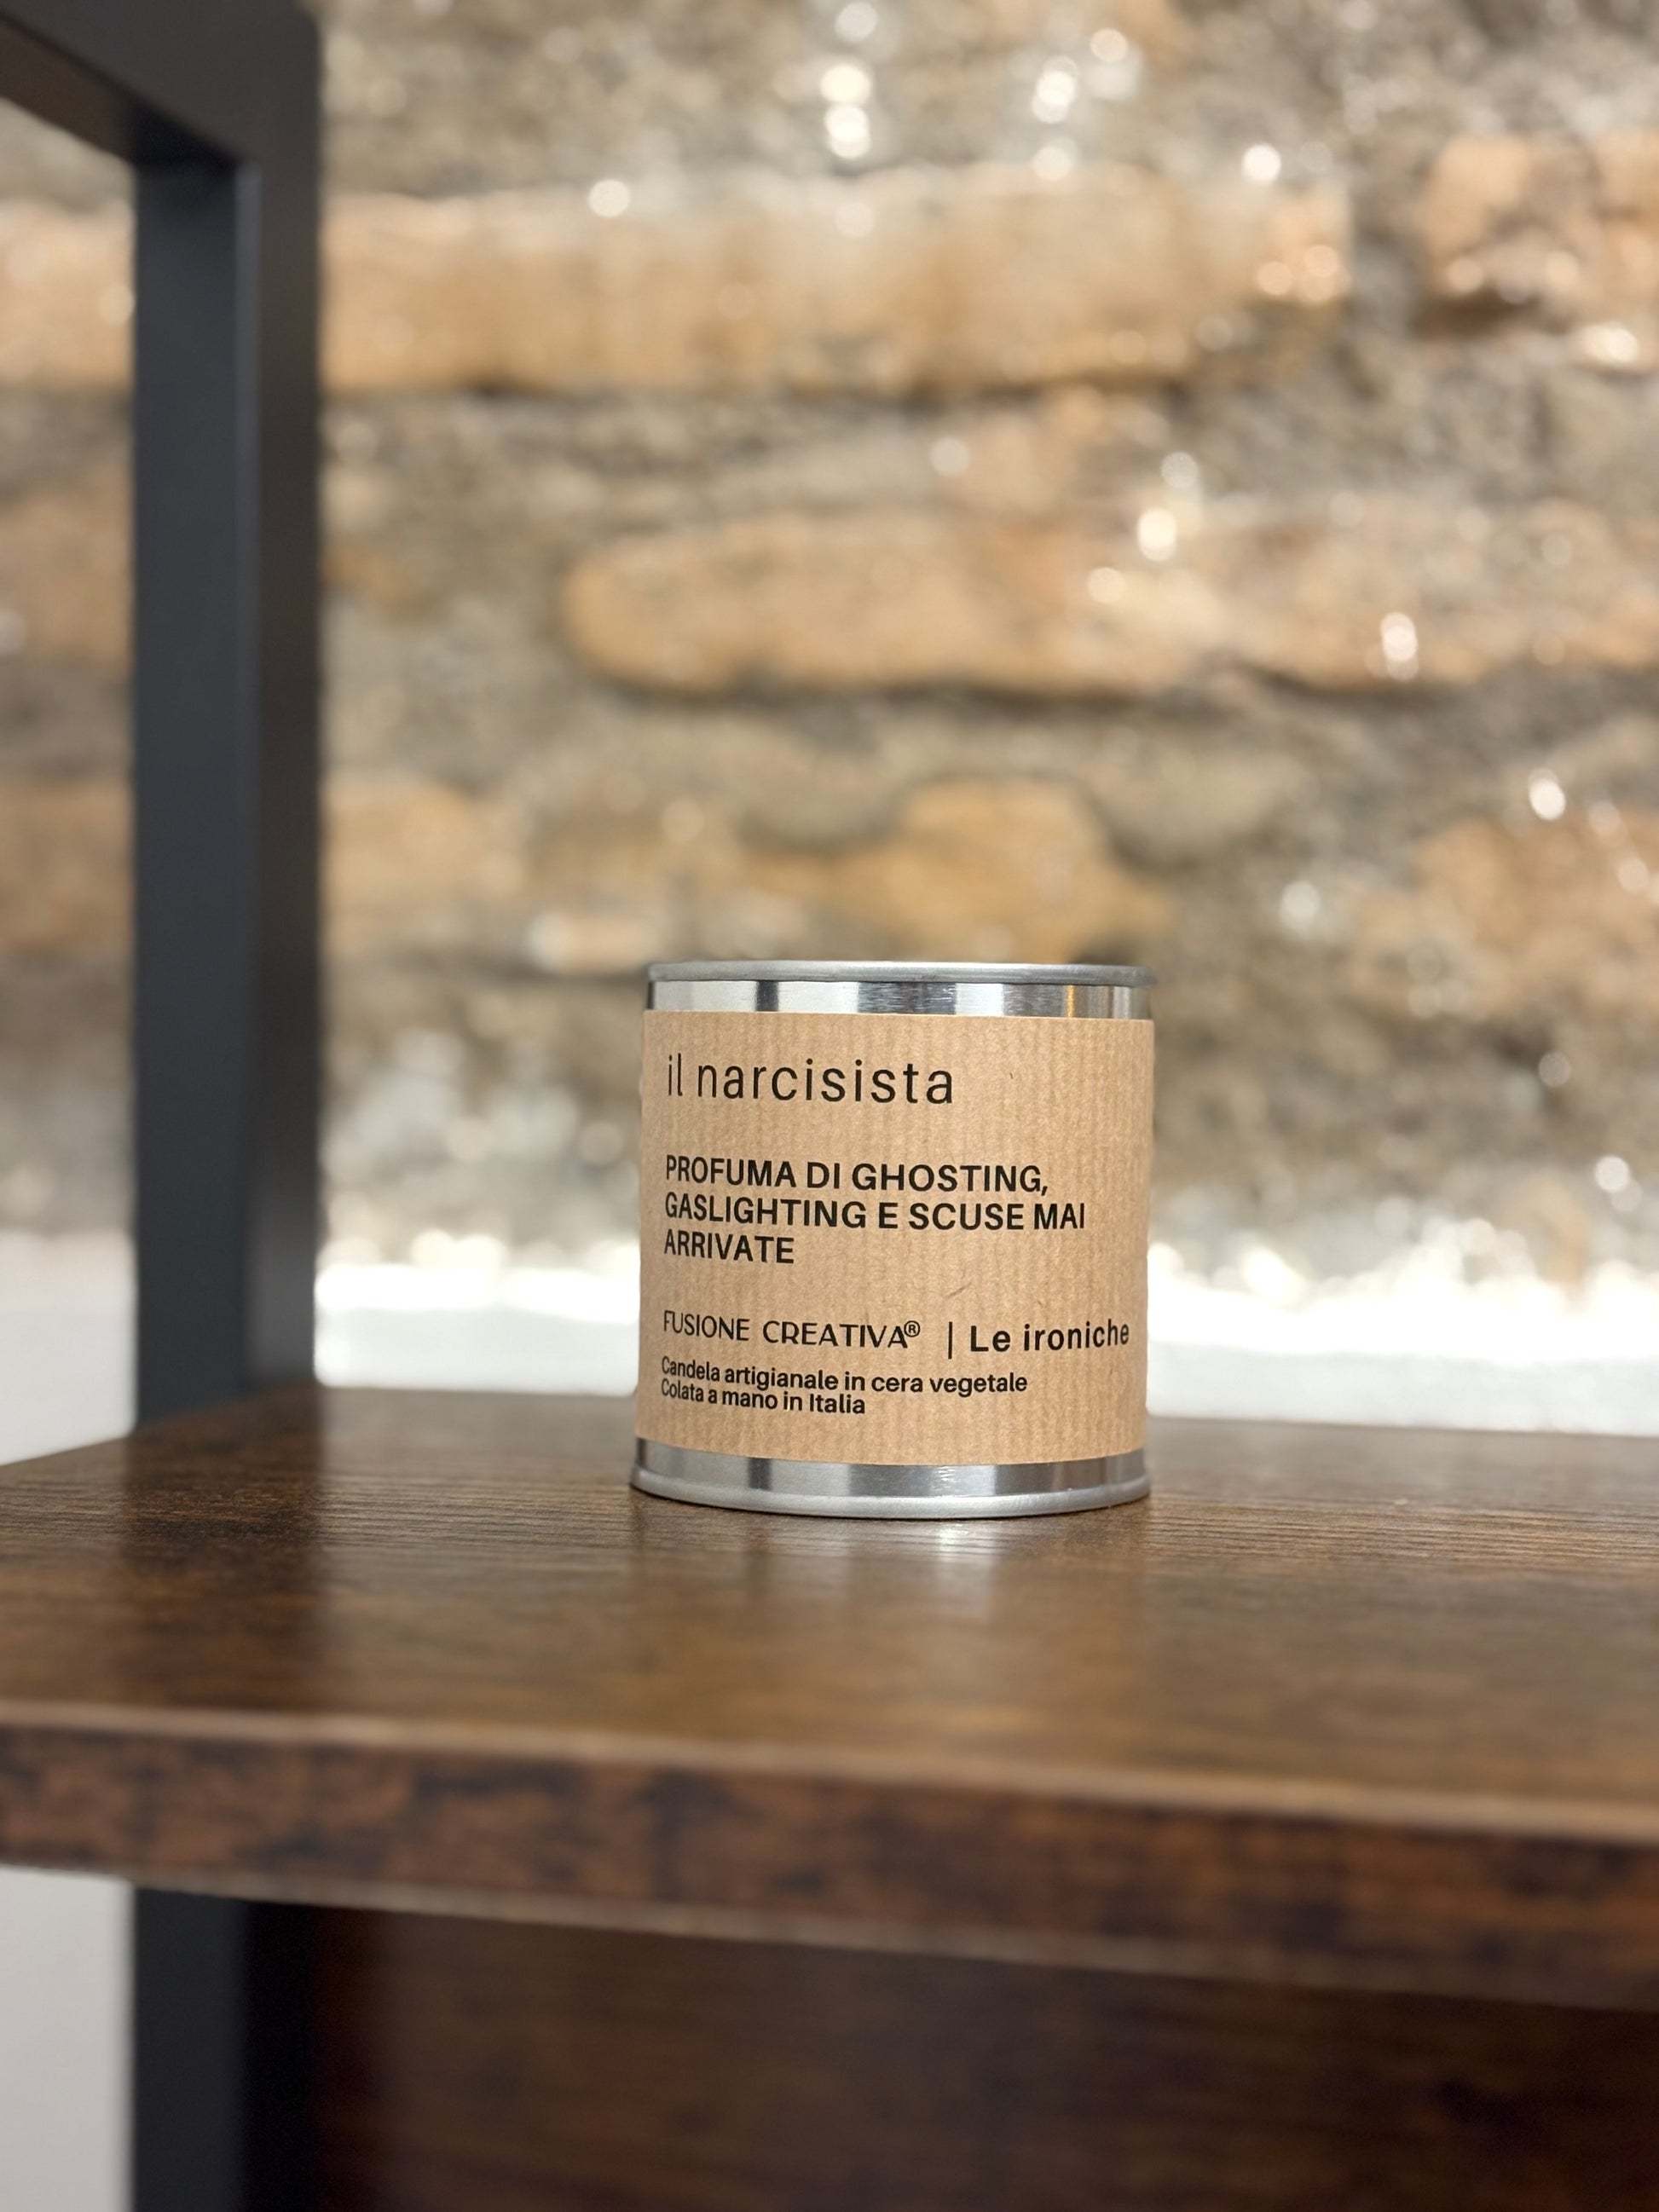 il narcisista
PROFUMA DI GHOSTING,
GASLIGHTING E SCUSE MAI
ARRIVATE
FUSIONE CREATIVA® | Le ironiche
Candela artigianale in cera vegetale
Colata a mano in Italia